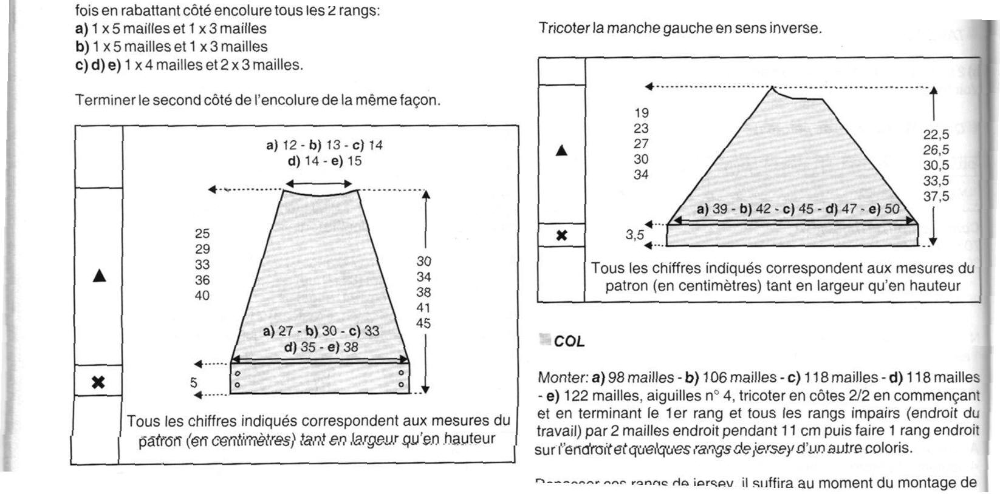 fois en rabattant côté encolure tous les 2 rangs:
a) 1 x 5 mailles et 1 x 3 mailles
b) 1 x 5 mailles et 1 x 3 mailles
c) d) e) 1 x 4 mailles et 2 x 3 mailles.
Terminer le second côté de l'encolure de la même façon.
a) 12 - b) 13 - c) 14
d) 14 - e) 15
25
29
33
36
40
30
34
38
41
45
a) 27 - b) 30 - c) 33
d) 35 - e) 38
5
Tous les chiffres indiqués correspondent aux mesures du
patron (en centimètres) tant en largeur qu'en hauteur
Tricoter la manche gauche en sens inverse.
19
23
27
30
34
22,5
26,5
30,5
33,5
37,5
a) 39 - b) 42 - c) 45 - d) 47 - e) 50
3,5
Tous les chiffres indiqués correspondent aux mesures du
patron (en centimètres) tant en largeur qu'en hauteur
COL
Monter: a) 98 mailles - b) 106 mailles - c) 118 mailles - d) 118 mailles
- e) 122 mailles, aiguilles n° 4, tricoter en côtes 2/2 en commençant
et en terminant le 1er rang et tous les rangs impairs (endroit du
travail) par 2 mailles endroit pendant 11 cm puis faire 1 rang endroit
sur l'endroit et quelques rangs de jersey d'un autre coloris.
ces rangs de jersey, il suffira au moment du montage de